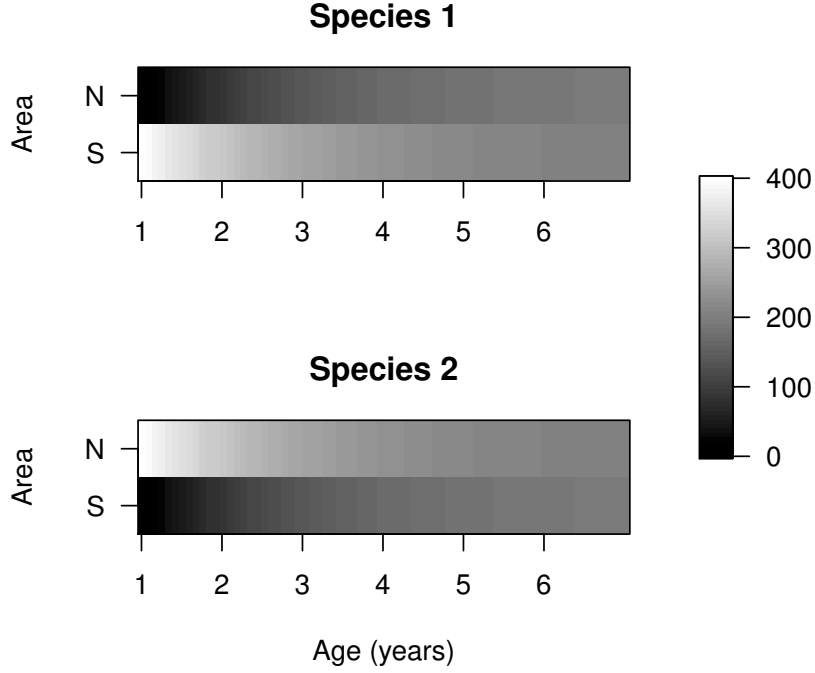 Species 1
Area
N
S
1 2 3 4 5 6
400
300
200
100
0
Species 2
Area
N
S
1 2 3 4 5 6
Age (years)